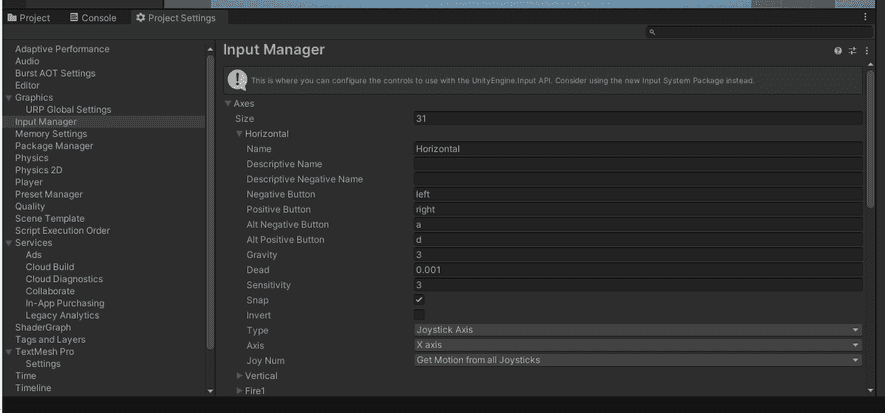 Project Console Project Settings
Input Manager
Adaptive Performance
Audio
Burst AOT Settings
Editor
Graphics
URP Global Settings
Input Manager
Memory Settings
Package Manager
Physics
Physics 2D
Player
Preset Manager
Quality
Scene Template
Script Execution Order
Services
Ads
Cloud Build
Cloud Diagnostics
Collaborate
In-App Purchasing
Legacy Analytics
ShaderGraph
Tags and Layers
TextMesh Pro
Settings
Time
Timeline
This is where you can configure the controls to use with the UnityEngine.Input API. Consider using the new Input System Package instead.
Axes
Size 31
Horizontal
Name Horizontal
Descriptive Name
Descriptive Negative Name
Negative Button left
Positive Button right
Alt Negative Button a
Alt Positive Button d
Gravity 3
Dead 0.001
Sensitivity 3
Snap
Invert
Type Joystick Axis
Axis X axis
Joy Num Get Motion from all Joysticks
Vertical
Fire1